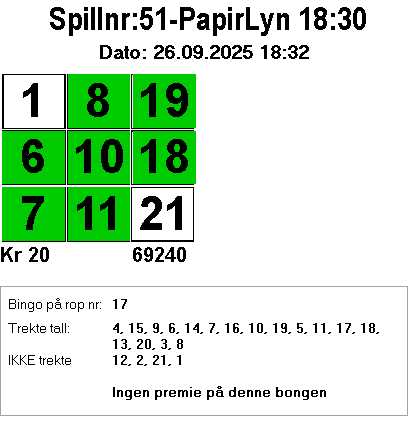 Spillnr:51-PapirLyn 18:30
Dato: 26.09.2025 18:32
1 8 19
6 10 18
7 11 21
Kr 20 69240
Bingo på rop nr: 17
Trekte tall: 4, 15, 9, 6, 14, 7, 16, 10, 19, 5, 11, 17, 18,
13, 20, 3, 8
IKKE trekte 12, 2, 21, 1
Ingen premie på denne bongen